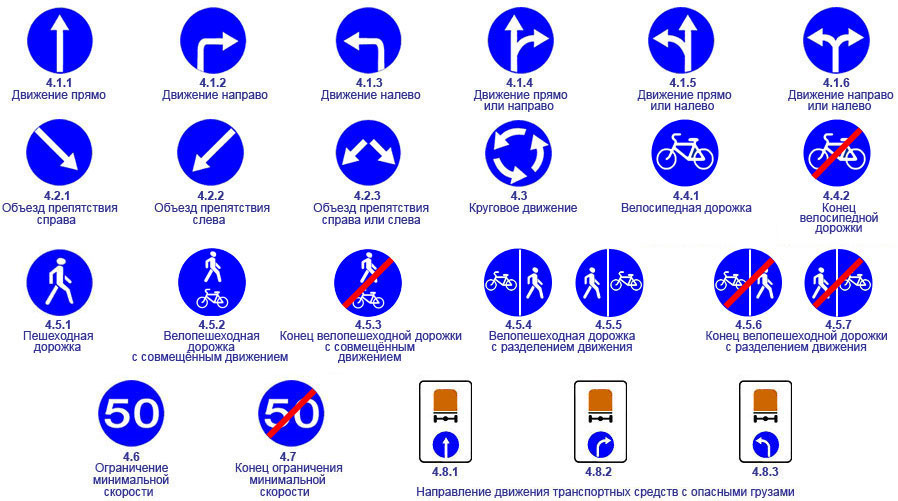 4.1.1 4.1.2 4.1.3 4.1.4 4.1.5 4.1.6
Движение прямо Движение направо Движение налево Движение прямо Движение прямо Движение направо
или направо или налево или налево
4.2.1 4.2.2 4.2.3 4.3 4.4.1 4.4.2
Объезд препятствия Объезд препятствия Объезд препятствия Круговое движение Велосипедная дорожка Конец
справа слева справа или слева велосипедной
дорожки
4.5.1 4.5.2 4.5.3 4.5.4 4.5.5 4.5.6 4.5.7
Пешеходная Велопешеходная Конец велопешеходной дорожки Велопешеходная дорожка Конец велопешеходной дорожки
дорожка дорожка с совмещённым с разделением движения с разделением движения
с совмещённым движением движением
50 50
4.6 4.7 4.8.1 4.8.2 4.8.3
Ограничение Конец ограничения
минимальной минимальной
скорости скорости Направление движения транспортных средств с опасными грузами